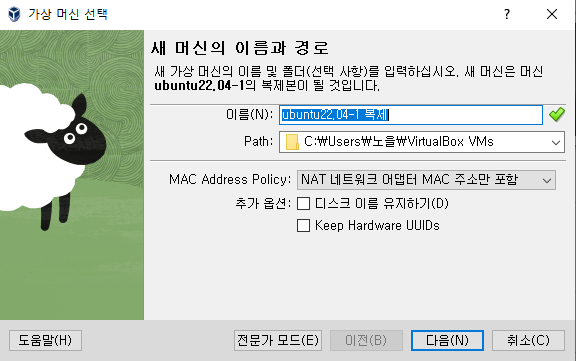 가상 머신 선택
?
새 머신의 이름과 경로
새 가상 머신의 이름 및 폴더(선택 사항)를 입력하십시오. 새 머신은 머신
ubuntu22.04-1의 복제본이 될 것입니다.
이름(N): ubuntu22.04-1 복제
Path: C:\Users\노을\VirtualBox VMs
MAC Address Policy: NAT 네트워크 어댑터 MAC 주소만 포함
추가 옵션: 디스크 이름 유지하기(D)
Keep Hardware UUIDs
도움말(H) 전문가 모드(E) 이전(B) 다음(N) 취소(C)